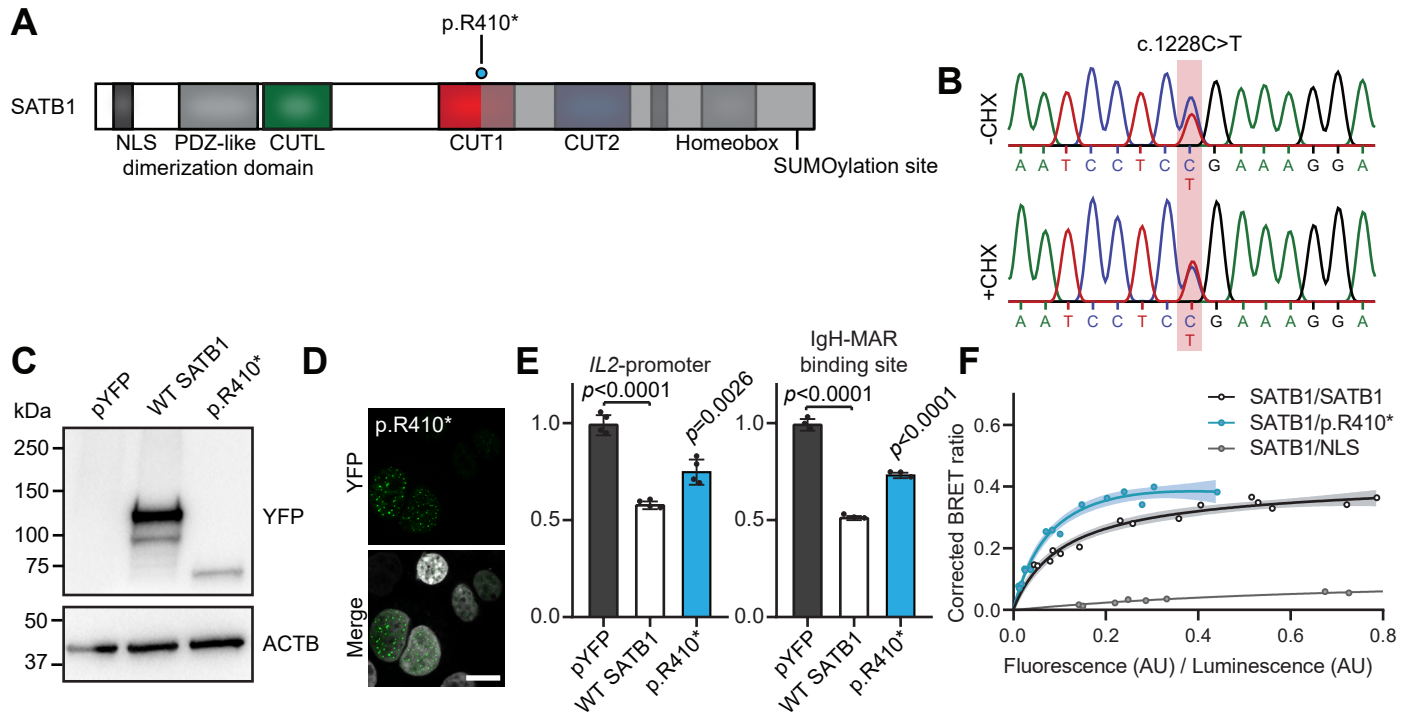 A
p.R410*
SATB1
NLS PDZ-like CUTL CUT1 CUT2 Homeobox
dimerization domain
SUMOylation site
B
c.1228C>T
-CHX
A A T C C T C C G A A A G G A
T
+CHX
A A T C C T C C G A A A G G A
T
C
pYFP WT SATB1 p.R410*
kDa
250
150
100
75
YFP
50
37
ACTB
D
p.R410*
YFP
Merge
E
IL2-promoter
p<0.0001
p=0.0026
1.0
0.5
0.0
pYFP WT SATB1 p.R410*
IgH-MAR
binding site
p<0.0001
p<0.0001
1.0
0.5
0.0
pYFP WT SATB1 p.R410*
F
SATB1/SATB1
SATB1/p.R410*
SATB1/NLS
Corrected BRET ratio
0.6
0.4
0.2
0.0
0.0 0.2 0.4 0.6 0.8
Fluorescence (AU) / Luminescence (AU)